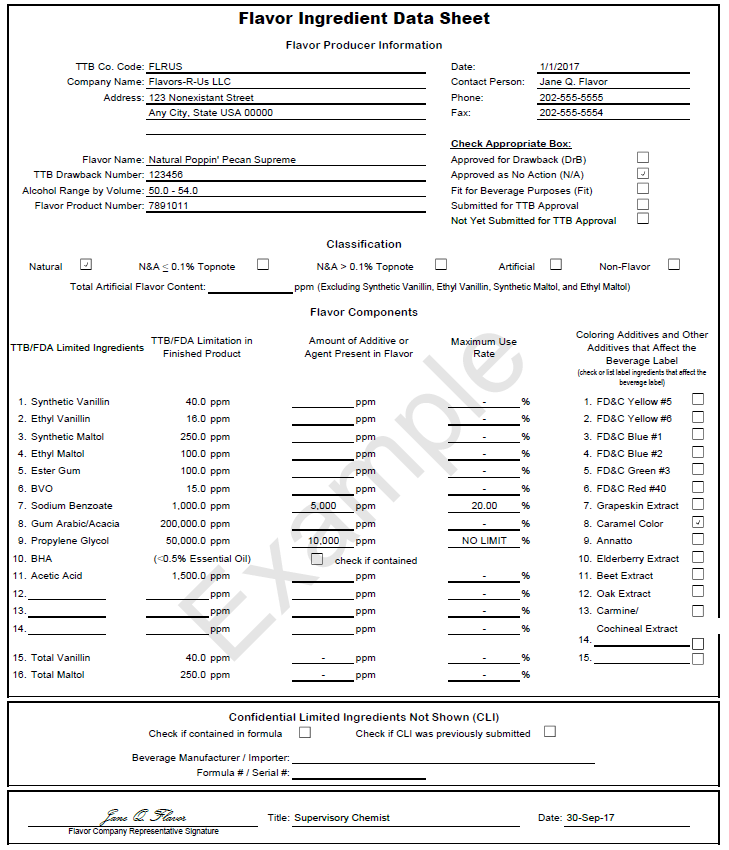 Flavor Ingredient Data Sheet
Flavor Producer Information
TTB Co. Code: FLRUS Date: 1/1/2017
Company Name: Flavors-R-Us LLC Contact Person: Jane Q. Flavor
Address: 123 Nonexistant Street Phone: 202-555-5555
Any City, State USA 00000 Fax: 202-555-5554
Check Appropriate Box:
Flavor Name: Natural Poppin' Pecan Supreme Approved for Drawback (DrB)
TTB Drawback Number: 123456 Approved as No Action (N/A) ✓
Alcohol Range by Volume: 50.0 - 54.0 Fit for Beverage Purposes (Fit)
Flavor Product Number: 7891011 Submitted for TTB Approval
Not Yet Submitted for TTB Approval
Classification
Natural ✓ N&A ≤ 0.1% Topnote N&A > 0.1% Topnote Artificial Non-Flavor
Total Artificial Flavor Content: ppm (Excluding Synthetic Vanillin, Ethyl Vanillin, Synthetic Maltol, and Ethyl Maltol)
Flavor Components
TTB/FDA Limited Ingredients
TTB/FDA Limitation in
Finished Product
Amount of Additive or
Agent Present in Flavor
Maximum Use
Rate
Coloring Additives and Other
Additives that Affect the
Beverage Label
(check or list label ingredients that affect the
beverage label)
1. Synthetic Vanillin 40.0 ppm ppm - % 1. FD&C Yellow #5
2. Ethyl Vanillin 16.0 ppm ppm - % 2. FD&C Yellow #6
3. Synthetic Maltol 250.0 ppm ppm - % 3. FD&C Blue #1
4. Ethyl Maltol 100.0 ppm ppm - % 4. FD&C Blue #2
5. Ester Gum 100.0 ppm ppm - % 5. FD&C Green #3
6. BVO 15.0 ppm ppm - % 6. FD&C Red #40
7. Sodium Benzoate 1,000.0 ppm 5,000 ppm 20.00 % 7. Grapeskin Extract
8. Gum Arabic/Acacia 200,000.0 ppm ppm - % 8. Caramel Color ✓
9. Propylene Glycol 50,000.0 ppm 10,000 ppm NO LIMIT % 9. Annatto
10. BHA (<0.5% Essential Oil) check if contained 10. Elderberry Extract
11. Acetic Acid 1,500.0 ppm ppm - % 11. Beet Extract
12. ppm ppm - % 12. Oak Extract
13. ppm ppm - % 13. Carmine/
14. ppm ppm - % Cochineal Extract
14.
15. Total Vanillin 40.0 ppm - ppm - % 15.
16. Total Maltol 250.0 ppm - ppm - %
Example
Confidential Limited Ingredients Not Shown (CLI)
Check if contained in formula Check if CLI was previously submitted
Beverage Manufacturer / Importer:
Formula # / Serial #:
Jane Q. Flavor Title: Supervisory Chemist Date: 30-Sep-17
Flavor Company Representative Signature